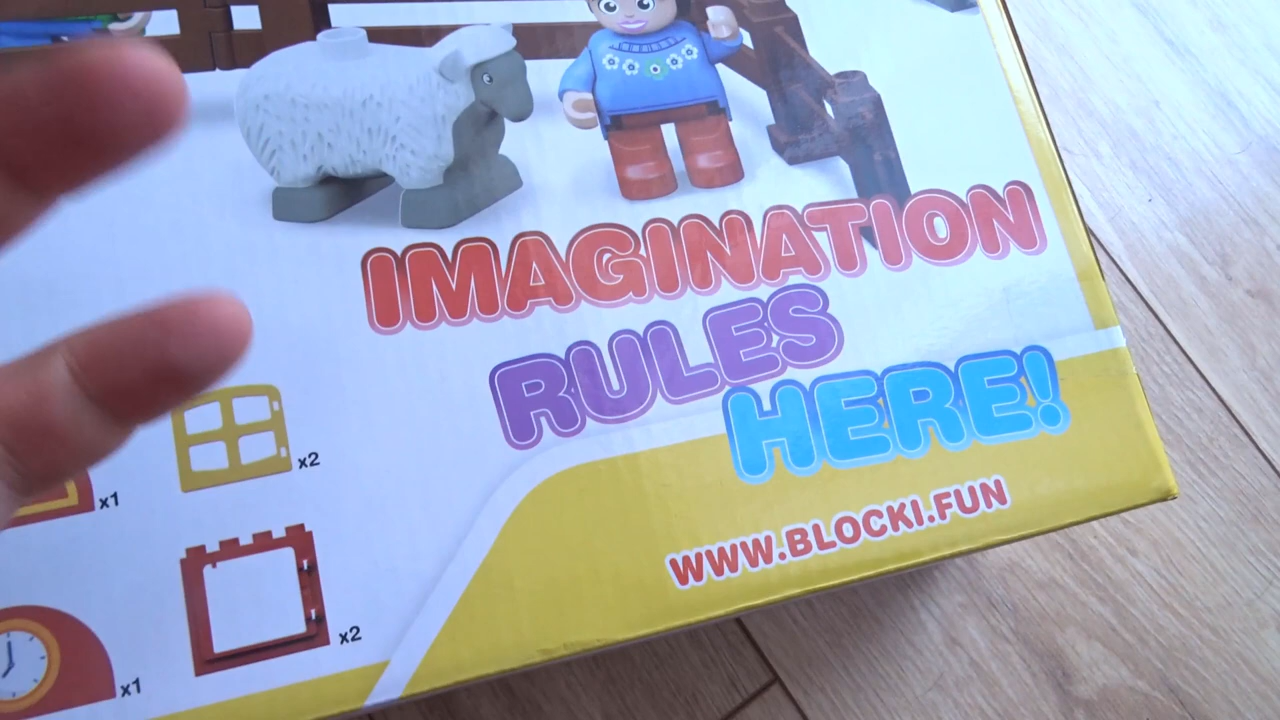 IMAGINATION
RULES
HERE!
WWW.BLOCKI.FUN
x2
x1
x2
x1